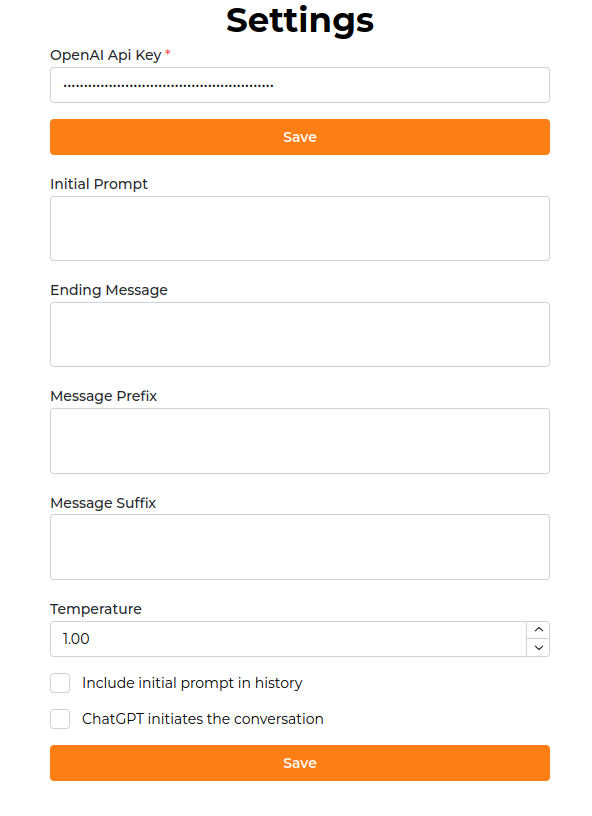 Settings
OpenAI Api Key *
Save
Initial Prompt
Ending Message
Message Prefix
Message Suffix
Temperature
1.00
Include initial prompt in history
ChatGPT initiates the conversation
Save